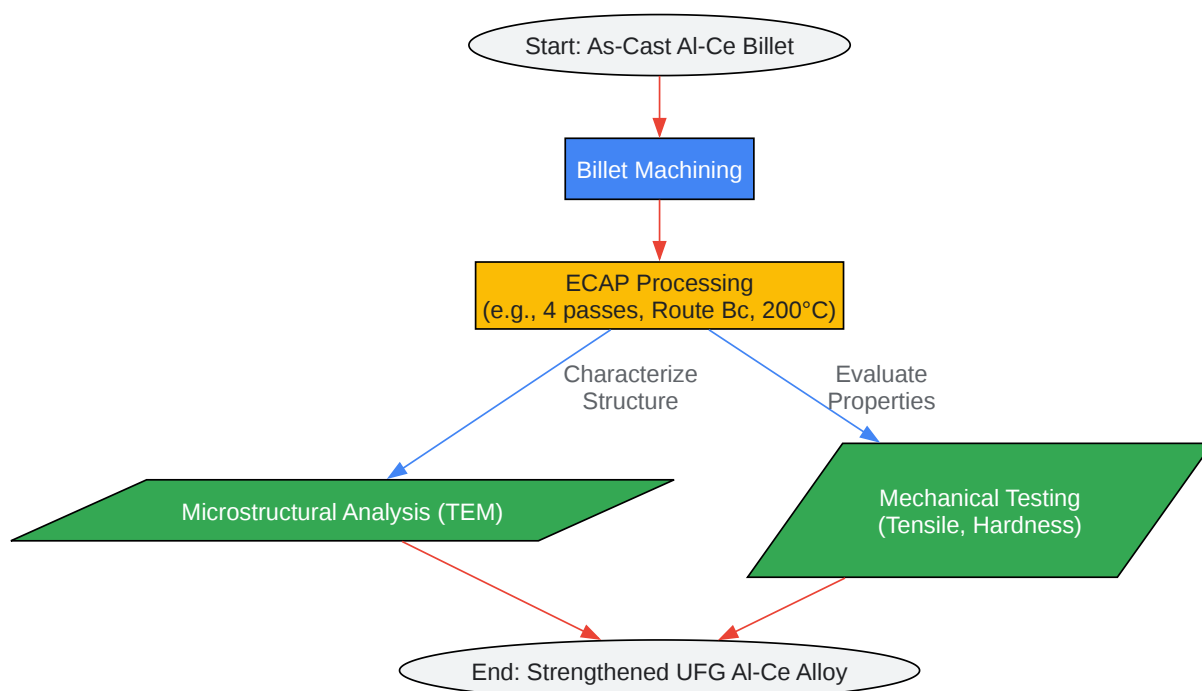 Start: As-Cast Al-Ce Billet
Billet Machining
ECAP Processing
(e.g., 4 passes, Route Bc, 200°C)
Characterize
Structure
Evaluate
Properties
Microstructural Analysis (TEM)
Mechanical Testing
(Tensile, Hardness)
End: Strengthened UFG Al-Ce Alloy